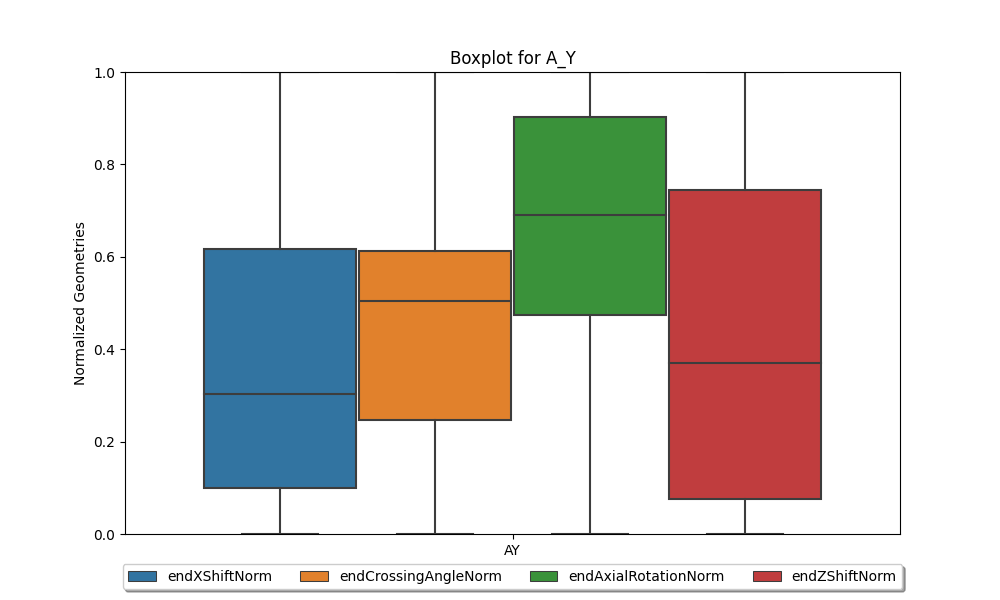 Boxplot for A_Y
1.0
0.8
0.6
0.4
0.2
0.0
Normalized Geometries
AY
endXShiftNorm endCrossingAngleNorm endAxialRotationNorm endZShiftNorm